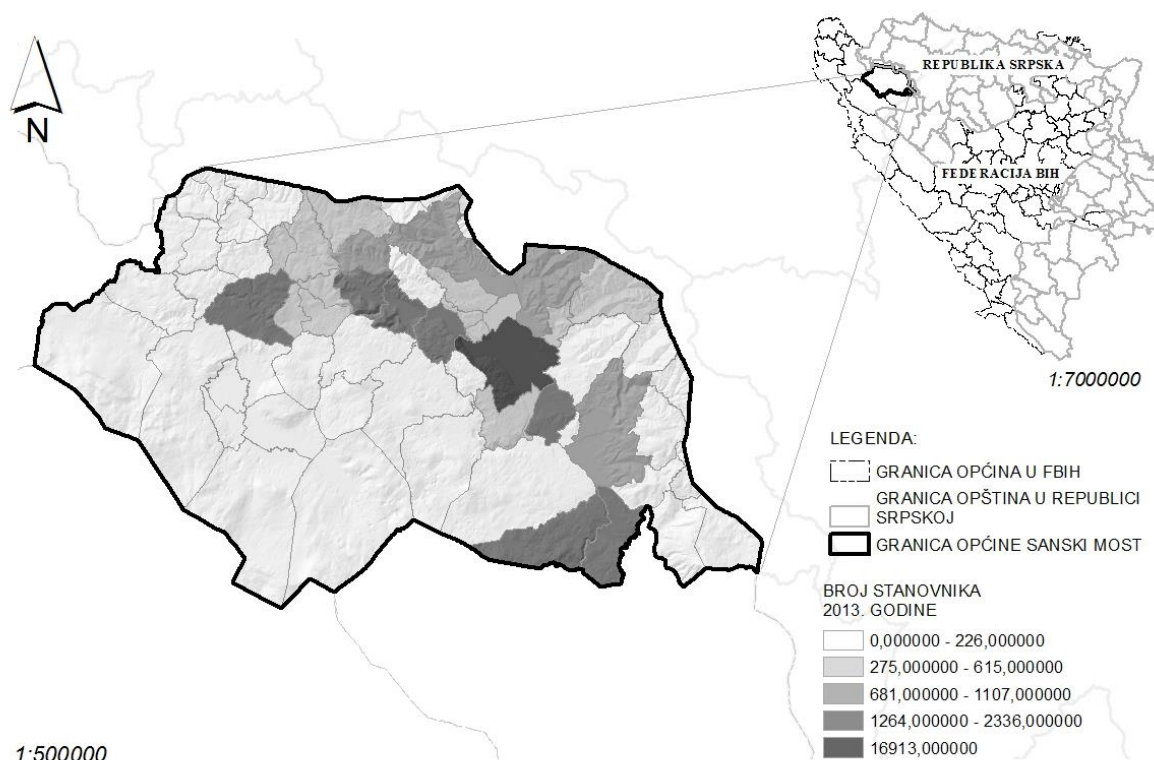 N
REPUBLIKA SRPSKA
FEDERACIJA BIH
1:7000000
LEGENDA:
GRANICA OPĆINA U FBIH
GRANICA OPŠTINA U REPUBLICI
SRPSKOJ
GRANICA OPĆINE SANSKI MOST
BROJ STANOVNIKA
2013. GODINE
0,000000 - 226,000000
275,000000 - 615,000000
681,000000 - 1107,000000
1264,000000 - 2336,000000
16913,000000
1:500000